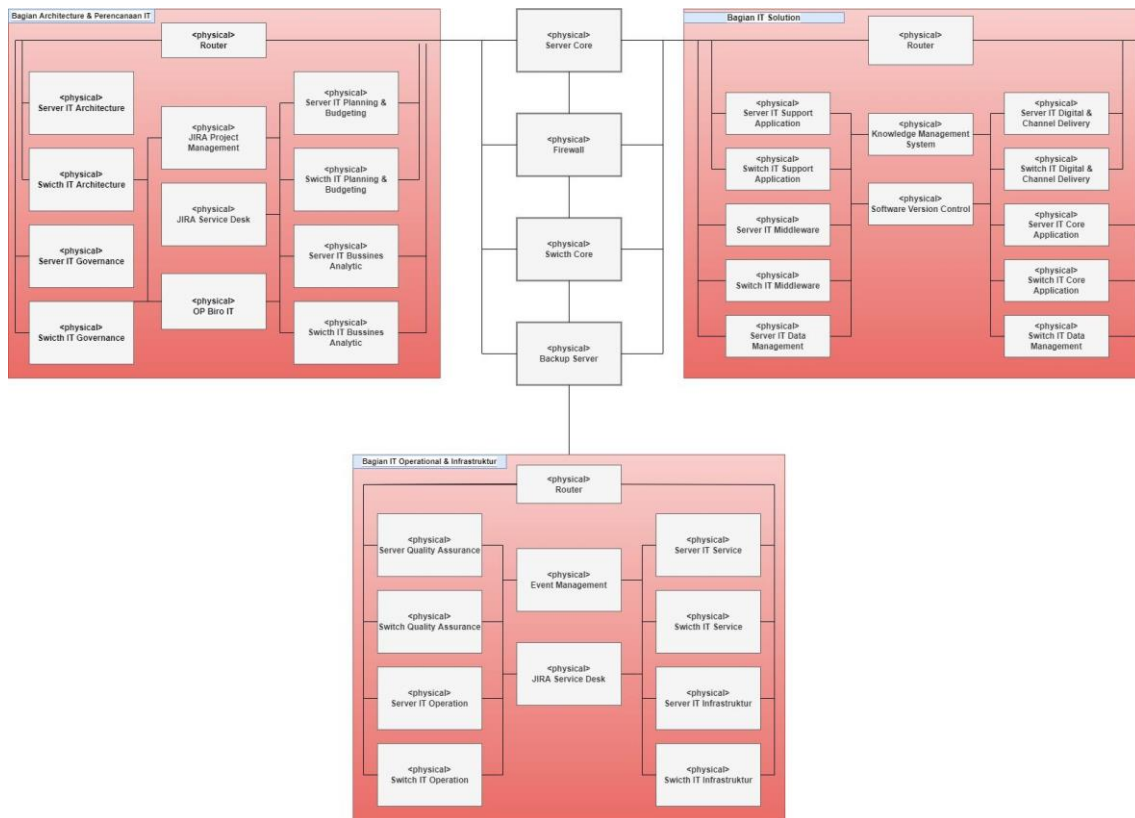 Bagian Architecture & Perencanaan IT
<physical>
Router
<physical>
Server IT Architecture
<physical>
Swicth IT Architecture
<physical>
Server IT Governance
<physical>
Swicth IT Governance
<physical>
JIRA Project
Management
<physical>
JIRA Service Desk
<physical>
OP Biro IT
<physical>
Server IT Planning &
Budgeting
<physical>
Swicth IT Planning &
Budgeting
<physical>
Server IT Bussines
Analytic
<physical>
Swicth IT Bussines
Analytic
<physical>
Server Core
<physical>
Firewall
<physical>
Swicth Core
<physical>
Backup Server
Bagian IT Solution
<physical>
Router
<physical>
Server IT Support
Application
<physical>
Switch IT Support
Application
<physical>
Server IT Middleware
<physical>
Switch IT Middleware
<physical>
Server IT Data
Management
<physical>
Knowledge Management
System
<physical>
Software Version Control
<physical>
Server IT Digital &
Channel Delivery
<physical>
Switch IT Digital &
Channel Delivery
<physical>
Server IT Core
Application
<physical>
Switch IT Core
Application
<physical>
Switch IT Data
Management
Bagian IT Operational & Infrastruktur
<physical>
Router
<physical>
Server Quality Assurance
<physical>
Switch Quality Assurance
<physical>
Server IT Operation
<physical>
Switch IT Operation
<physical>
Event Management
<physical>
JIRA Service Desk
<physical>
Server IT Service
<physical>
Swicth IT Service
<physical>
Server IT Infrastruktur
<physical>
Swicth IT Infrastruktur